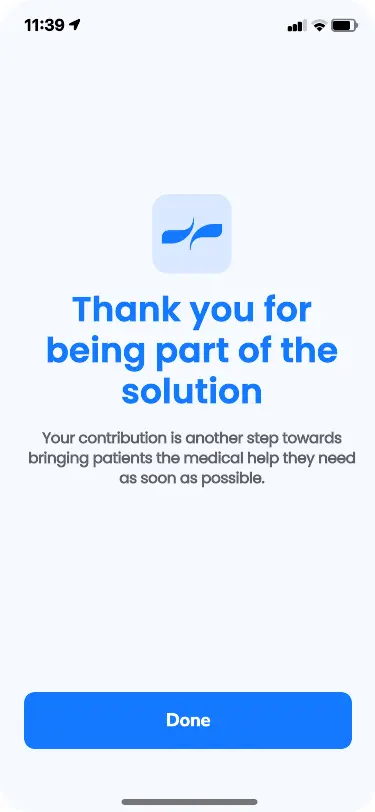 11:39
Thank you for
being part of the
solution
Your contribution is another step towards
bringing patients the medical help they need
as soon as possible.
Done